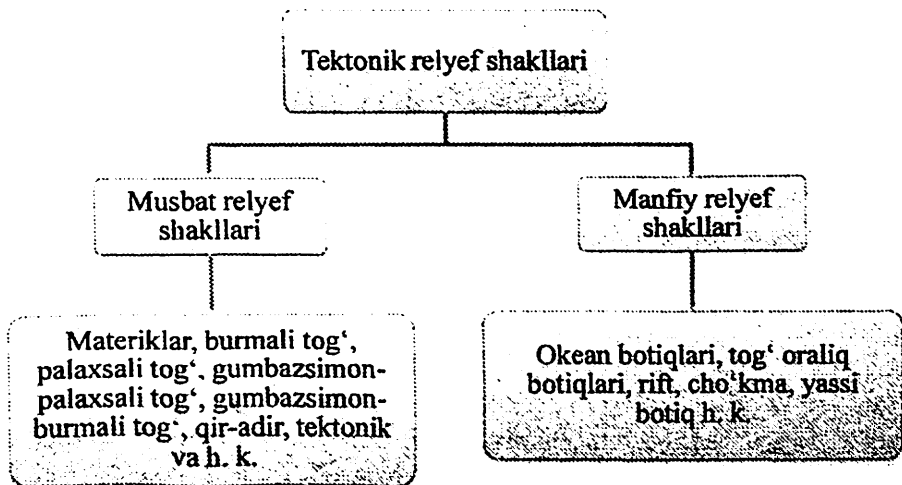 Tektonik relyef shakllari
Musbat relyef
shakllari
Manfiy relyef
shakllari
Materiklar, burmali tog‘,
palaxsali tog‘, gumbazsimon-
palaxsali tog‘, gumbazsimon-
burmali tog‘, qir-adir, tektonik
va h. k.
Okean botiqlari, tog‘ oraliq
botiqlari, rift, cho‘kma, yassi
botiq h. k.